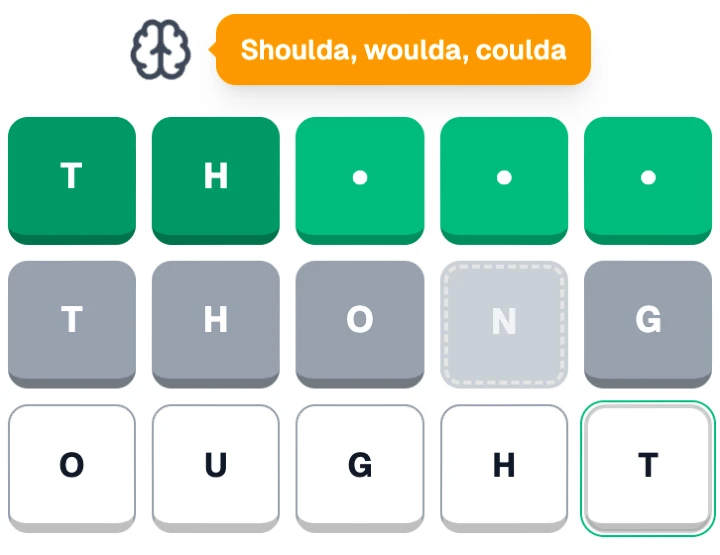 Shoulda, woulda, coulda
T H • • •
T H O N G
O U G H T